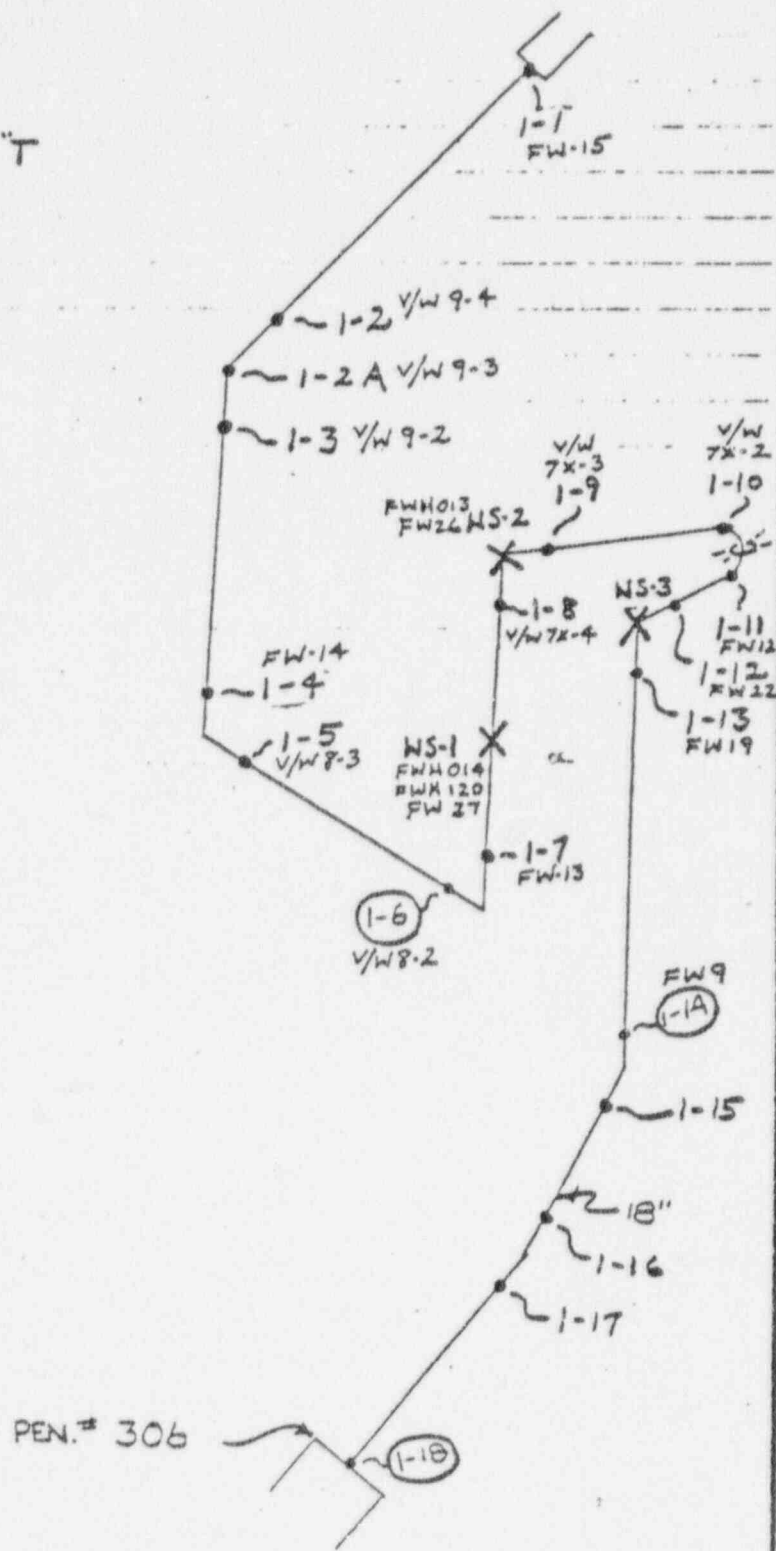 "T
1-1
FW-15
1-2 V/W 9-4
1-2 A V/W 9-3
1-3 V/W 9-2
V/W
7X-3
1-9
V/W
7X-2
1-10
FWH013
FW26 NS-2
NS-3
1-8
V/W 7X-4
1-11
FW12
1-12
FW22
1-13
FW19
FW-14
1-4
1-5
V/W 8-3
NS-1
FWH014
FWH120
FW 27
1-7
FW-13
1-6
V/W 8-2
FW9
1-1A
1-15
18"
1-16
1-17
PEN.# 306
1-18